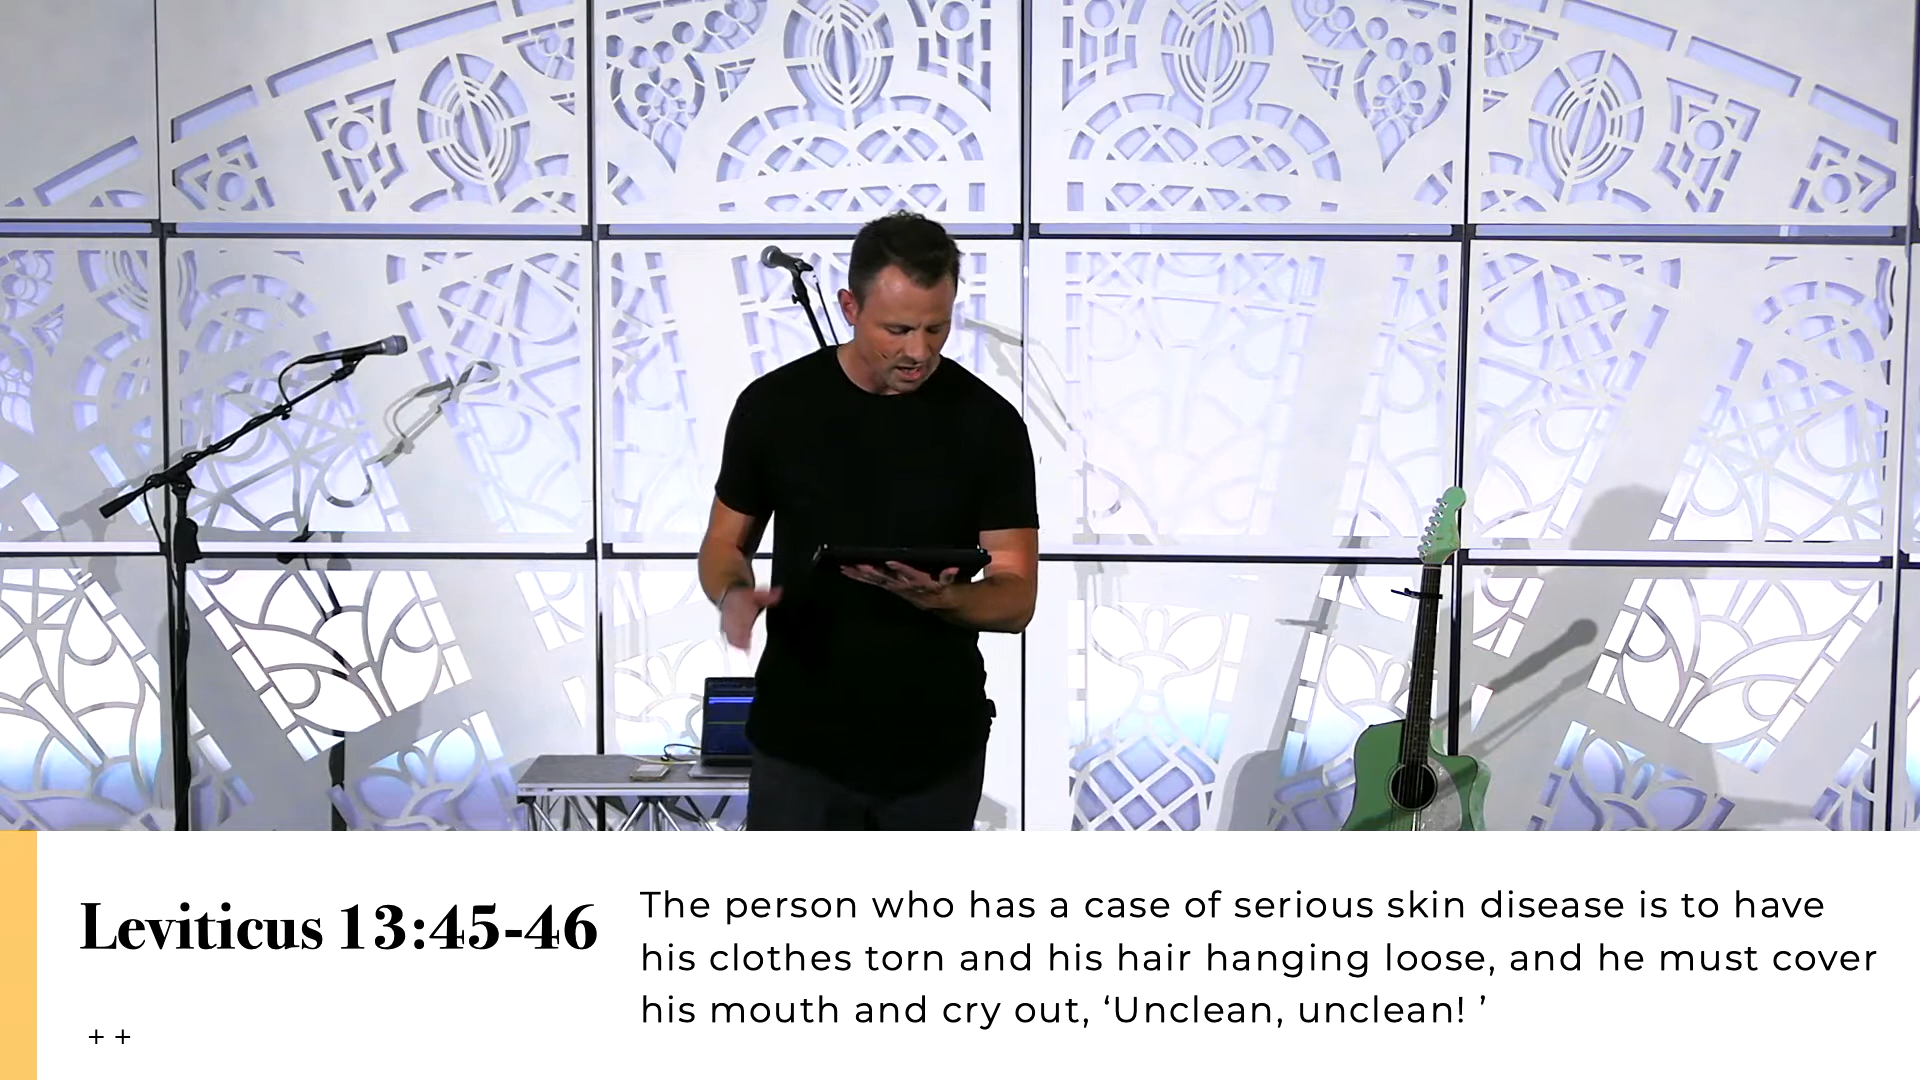 Leviticus 13:45-46
The person who has a case of serious skin disease is to have
his clothes torn and his hair hanging loose, and he must cover
his mouth and cry out, ‘Unclean, unclean! ’
++